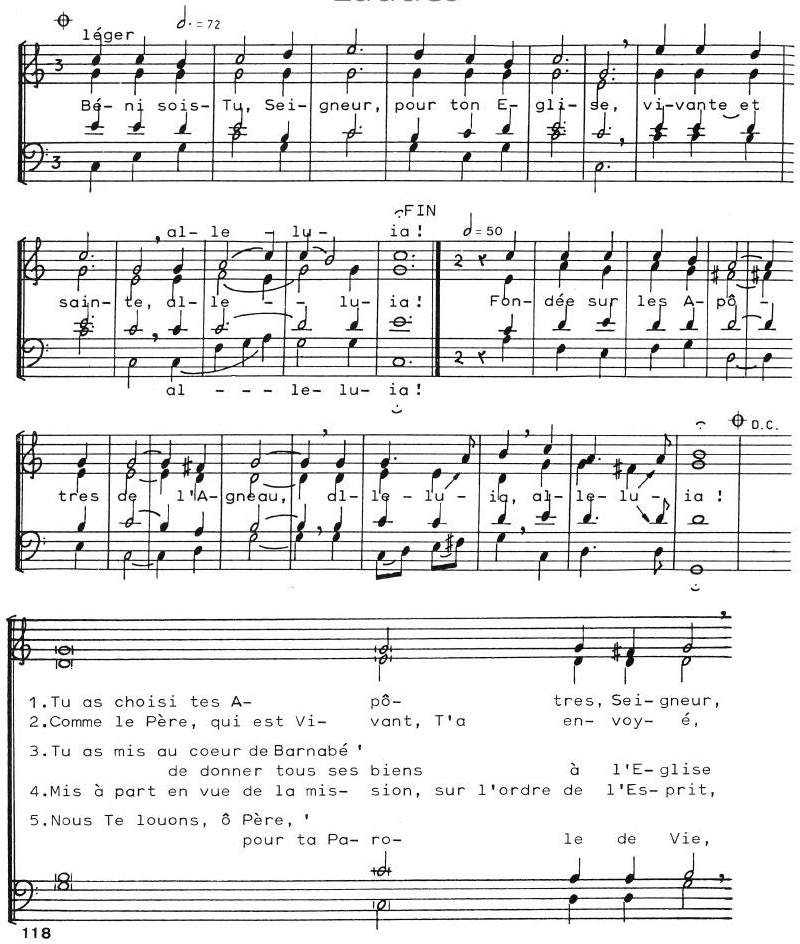 léger 𝅗𝅥. = 72
Bé- ni sois- Tu, Sei- gneur, pour ton E- gli- se, vi-vante et
al- le - lu- ia !
FIN
𝅗𝅥 = 50
sain- te, al- le - - lu- ia ! Fon- dée sur les A- pô -
al - - - le- lu- ia !
D.C.
tres de l'A- gneau, al- le - lu - ia, al- le- lu - ia !
1. Tu as choisi tes A- pô- tres, Sei- gneur,
2. Comme le Père, qui est Vi- vant, T'a en- voy- é,
3. Tu as mis au coeur de Barnabé '
de donner tous ses biens à l'E- glise
4. Mis à part en vue de la mis- sion, sur l'ordre de l'Es- prit,
5. Nous Te louons, ô Père, '
pour ta Pa- ro- le de Vie,
118